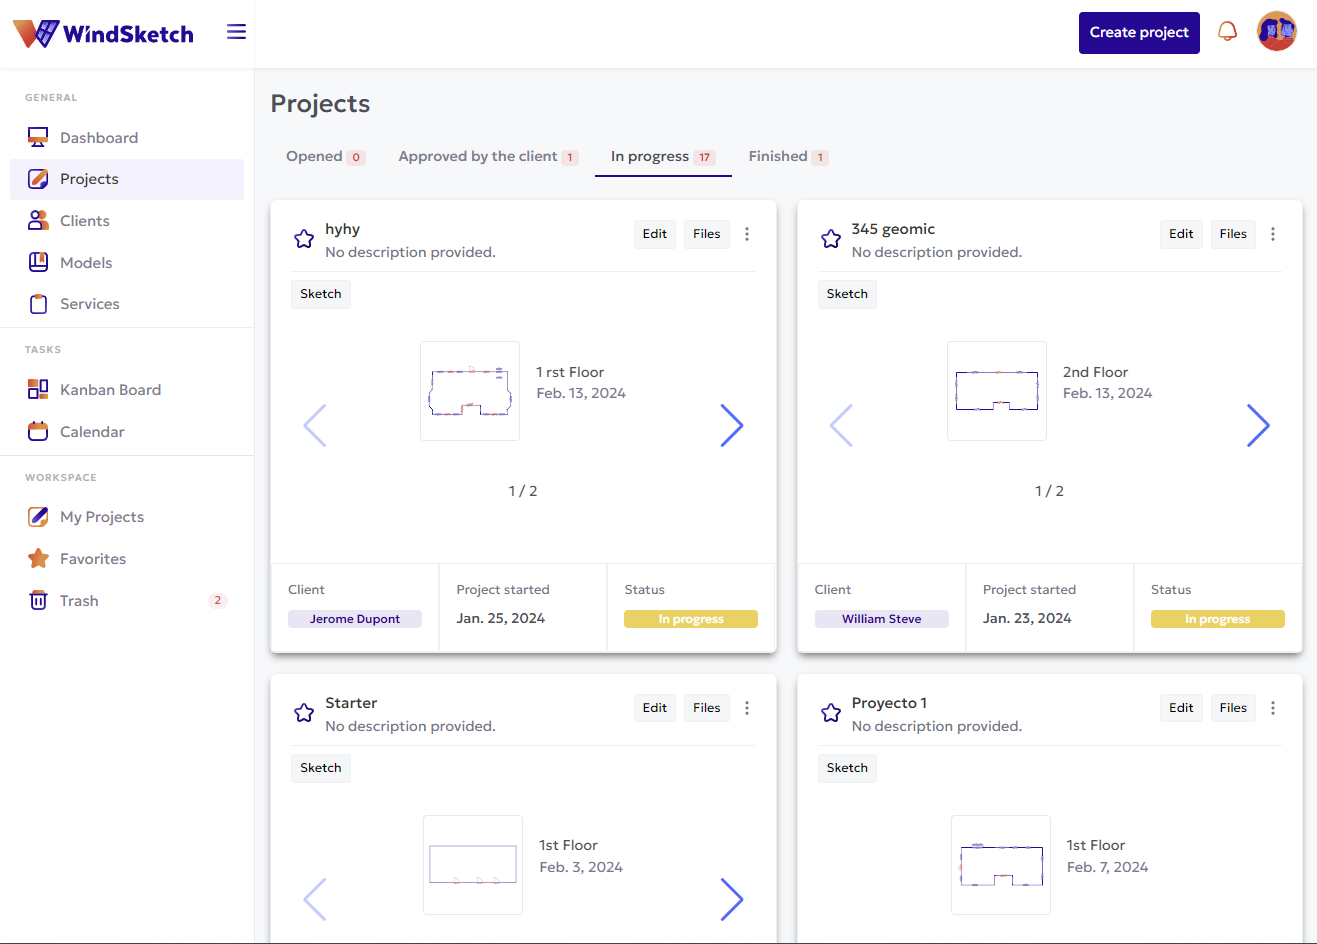 WindSketch
Create project
GENERAL
Dashboard
Projects
Clients
Models
Services
TASKS
Kanban Board
Calendar
WORKSPACE
My Projects
Favorites
Trash 2
Projects
Opened 0 Approved by the client 1 In progress 17 Finished 1
hyhy
No description provided.
Edit Files
Sketch
1 rst Floor
Feb. 13, 2024
1 / 2
Client Project started Status
Jerome Dupont Jan. 25, 2024 In progress
345 geomic
No description provided.
Edit Files
Sketch
2nd Floor
Feb. 13, 2024
1 / 2
Client Project started Status
William Steve Jan. 23, 2024 In progress
Starter
No description provided.
Edit Files
Sketch
1st Floor
Feb. 3, 2024
Proyecto 1
No description provided.
Edit Files
Sketch
1st Floor
Feb. 7, 2024